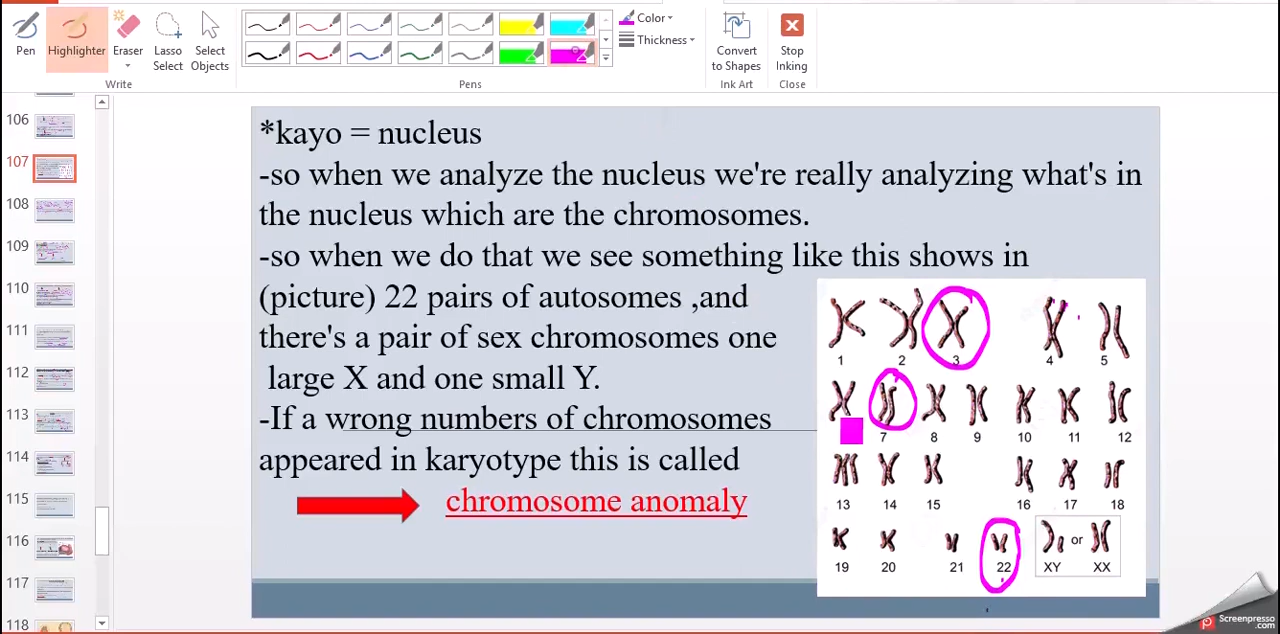 Pen
Highlighter
Eraser
Lasso Select
Select Objects
Color
Thickness
Convert to Shapes
Stop Inking
Write
Pens
Ink Art
Close
106
107
108
109
110
111
112
113
114
115
116
117
118
*kayo = nucleus
-so when we analyze the nucleus we're really analyzing what's in
the nucleus which are the chromosomes.
-so when we do that we see something like this shows in
(picture) 22 pairs of autosomes ,and
there's a pair of sex chromosomes one
large X and one small Y.
-If a wrong numbers of chromosomes
appeared in karyotype this is called
chromosome anomaly
1 2 3 4 5
7 8 9 10 11 12
13 14 15 16 17 18
or
19 20 21 22 XY XX
Screenpresso
.com